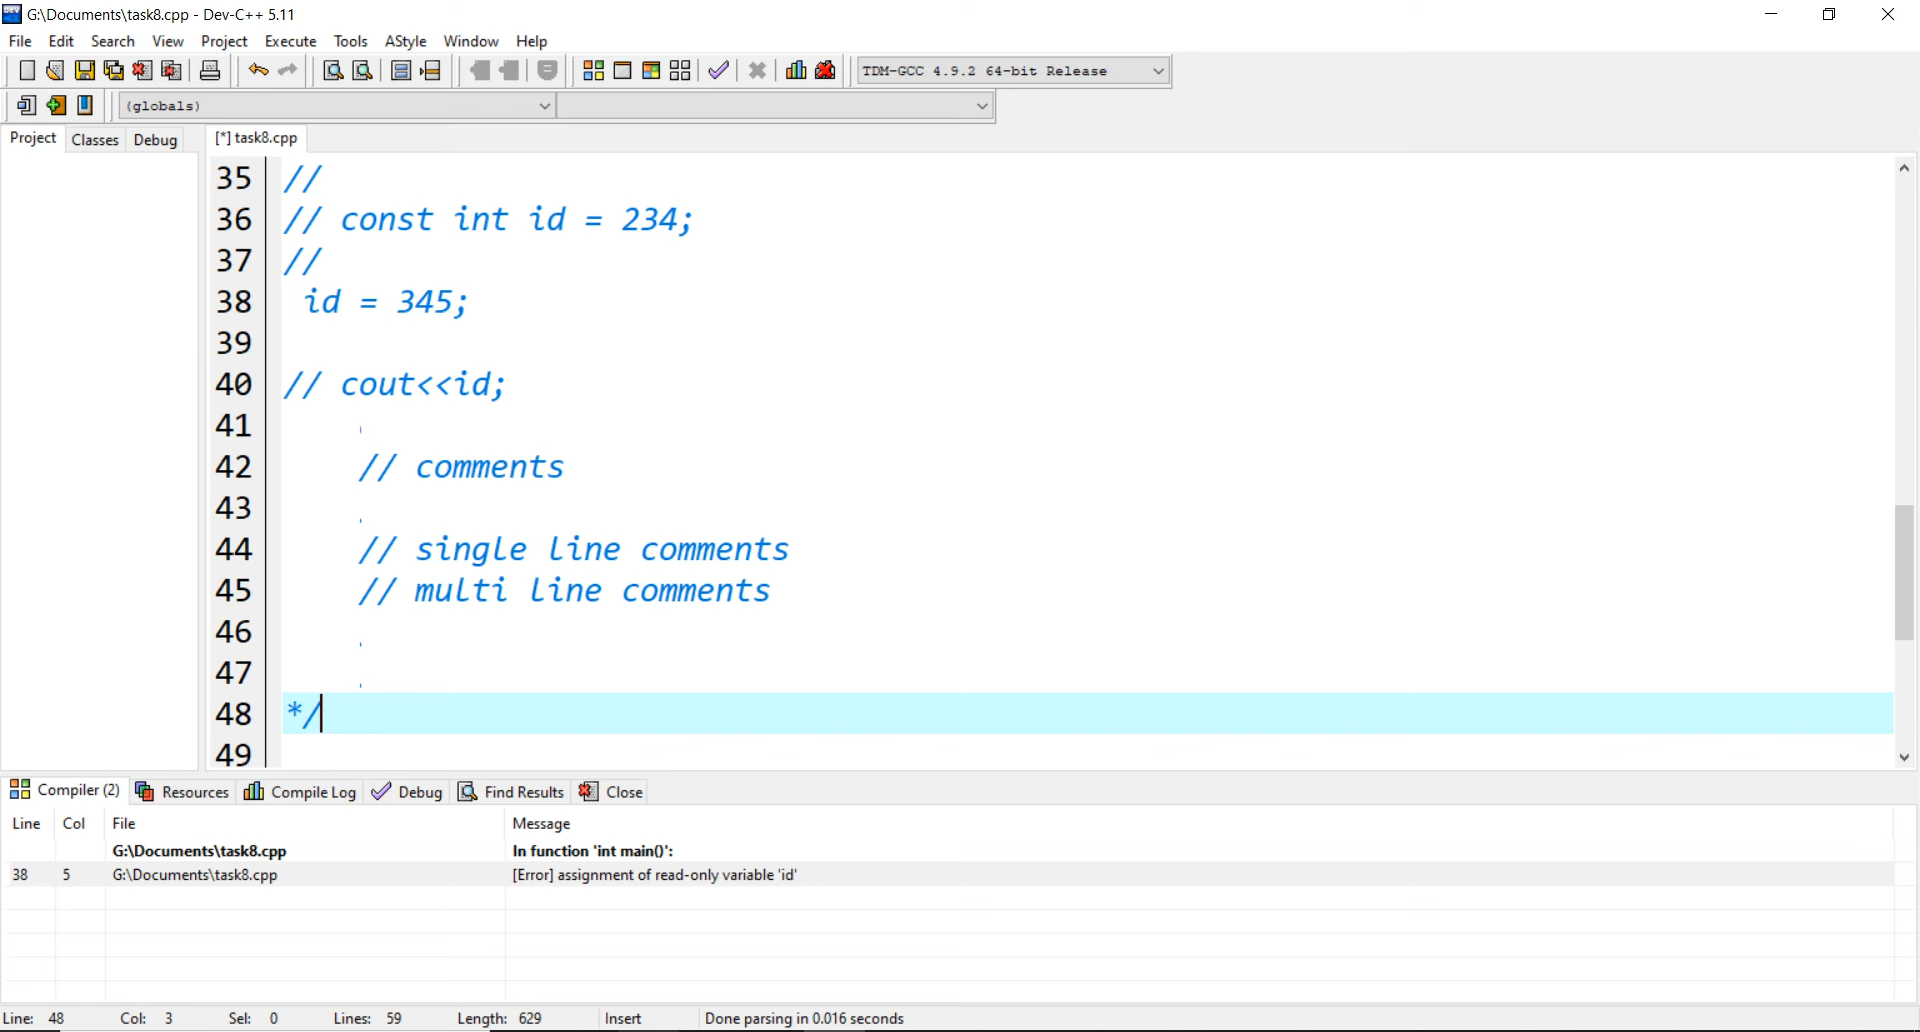 G:\Documents\task8.cpp - Dev-C++ 5.11
File Edit Search View Project Execute Tools AStyle Window Help
TDM-GCC 4.9.2 64-bit Release
(globals)
Project Classes Debug [*] task8.cpp
35 //
36 // const int id = 234;
37 //
38 id = 345;
39
40 // cout<<id;
41
42 // comments
43
44 // single line comments
45 // multi line comments
46
47
48 */
49
Compiler (2) Resources Compile Log Debug Find Results Close
Line Col File Message
G:\Documents\task8.cpp In function 'int main()':
38 5 G:\Documents\task8.cpp [Error] assignment of read-only variable 'id'
Line: 48 Col: 3 Sel: 0 Lines: 59 Length: 629 Insert Done parsing in 0.016 seconds